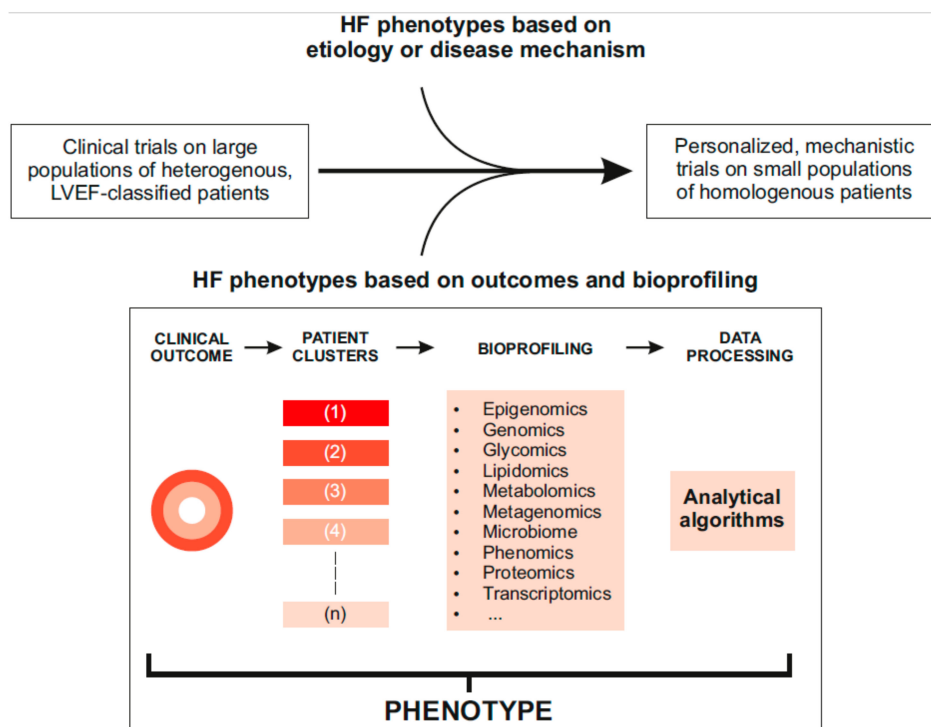 HF phenotypes based on
etiology or disease mechanism
Clinical trials on large
populations of heterogenous,
LVEF-classified patients
Personalized, mechanistic
trials on small populations
of homologenous patients
HF phenotypes based on outcomes and bioprofiling
CLINICAL
OUTCOME
PATIENT
CLUSTERS
BIOPROFILING
DATA
PROCESSING
(1)
(2)
(3)
(4)
(n)
• Epigenomics
• Genomics
• Glycomics
• Lipidomics
• Metabolomics
• Metagenomics
• Microbiome
• Phenomics
• Proteomics
• Transcriptomics
• ...
Analytical
algorithms
PHENOTYPE